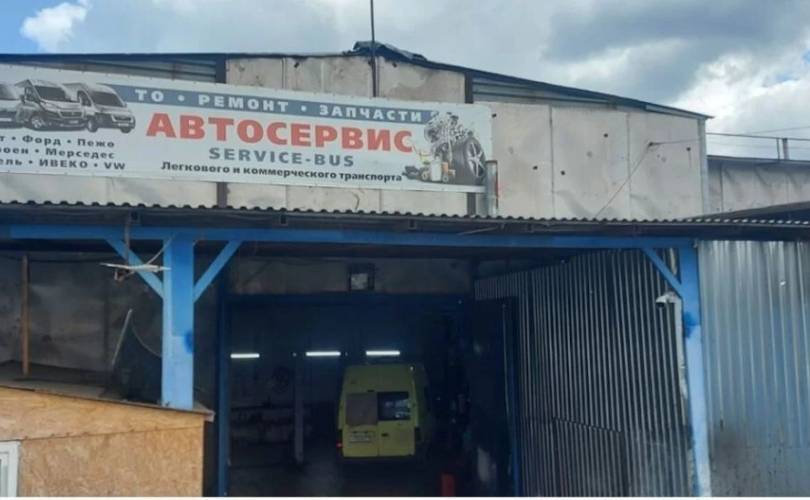 ТО • РЕМОНТ • ЗАПЧАСТИ
АВТОСЕРВИС
SERVICE-BUS
Легкового и коммерческого транспорта
• Форд • Пежо
• Мерседес
• ИВЕКО • VW